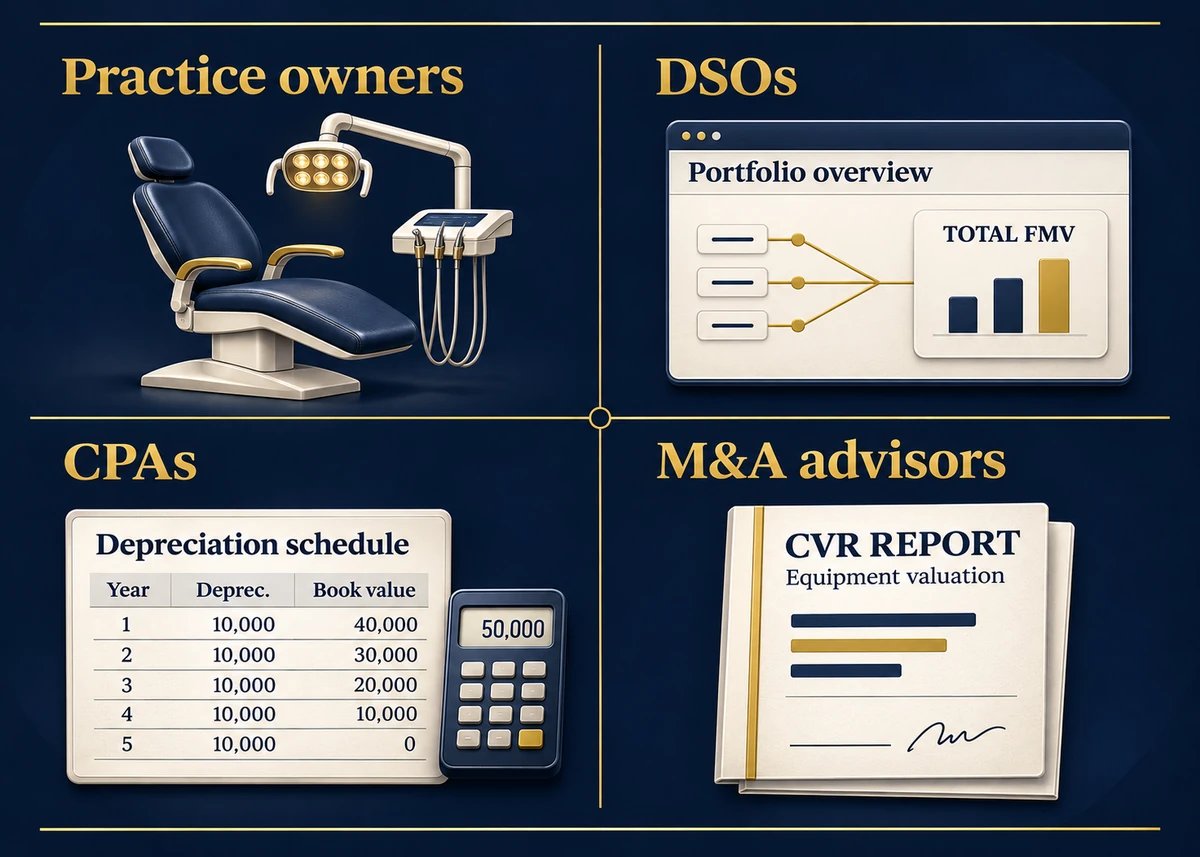 Practice owners
DSOs
Portfolio overview
TOTAL FMV
CPAs
Depreciation schedule
Year Deprec. Book value
1 10,000 40,000
2 10,000 30,000
3 10,000 20,000
4 10,000 10,000
5 10,000 0
50,000
M&A advisors
CVR REPORT
Equipment valuation